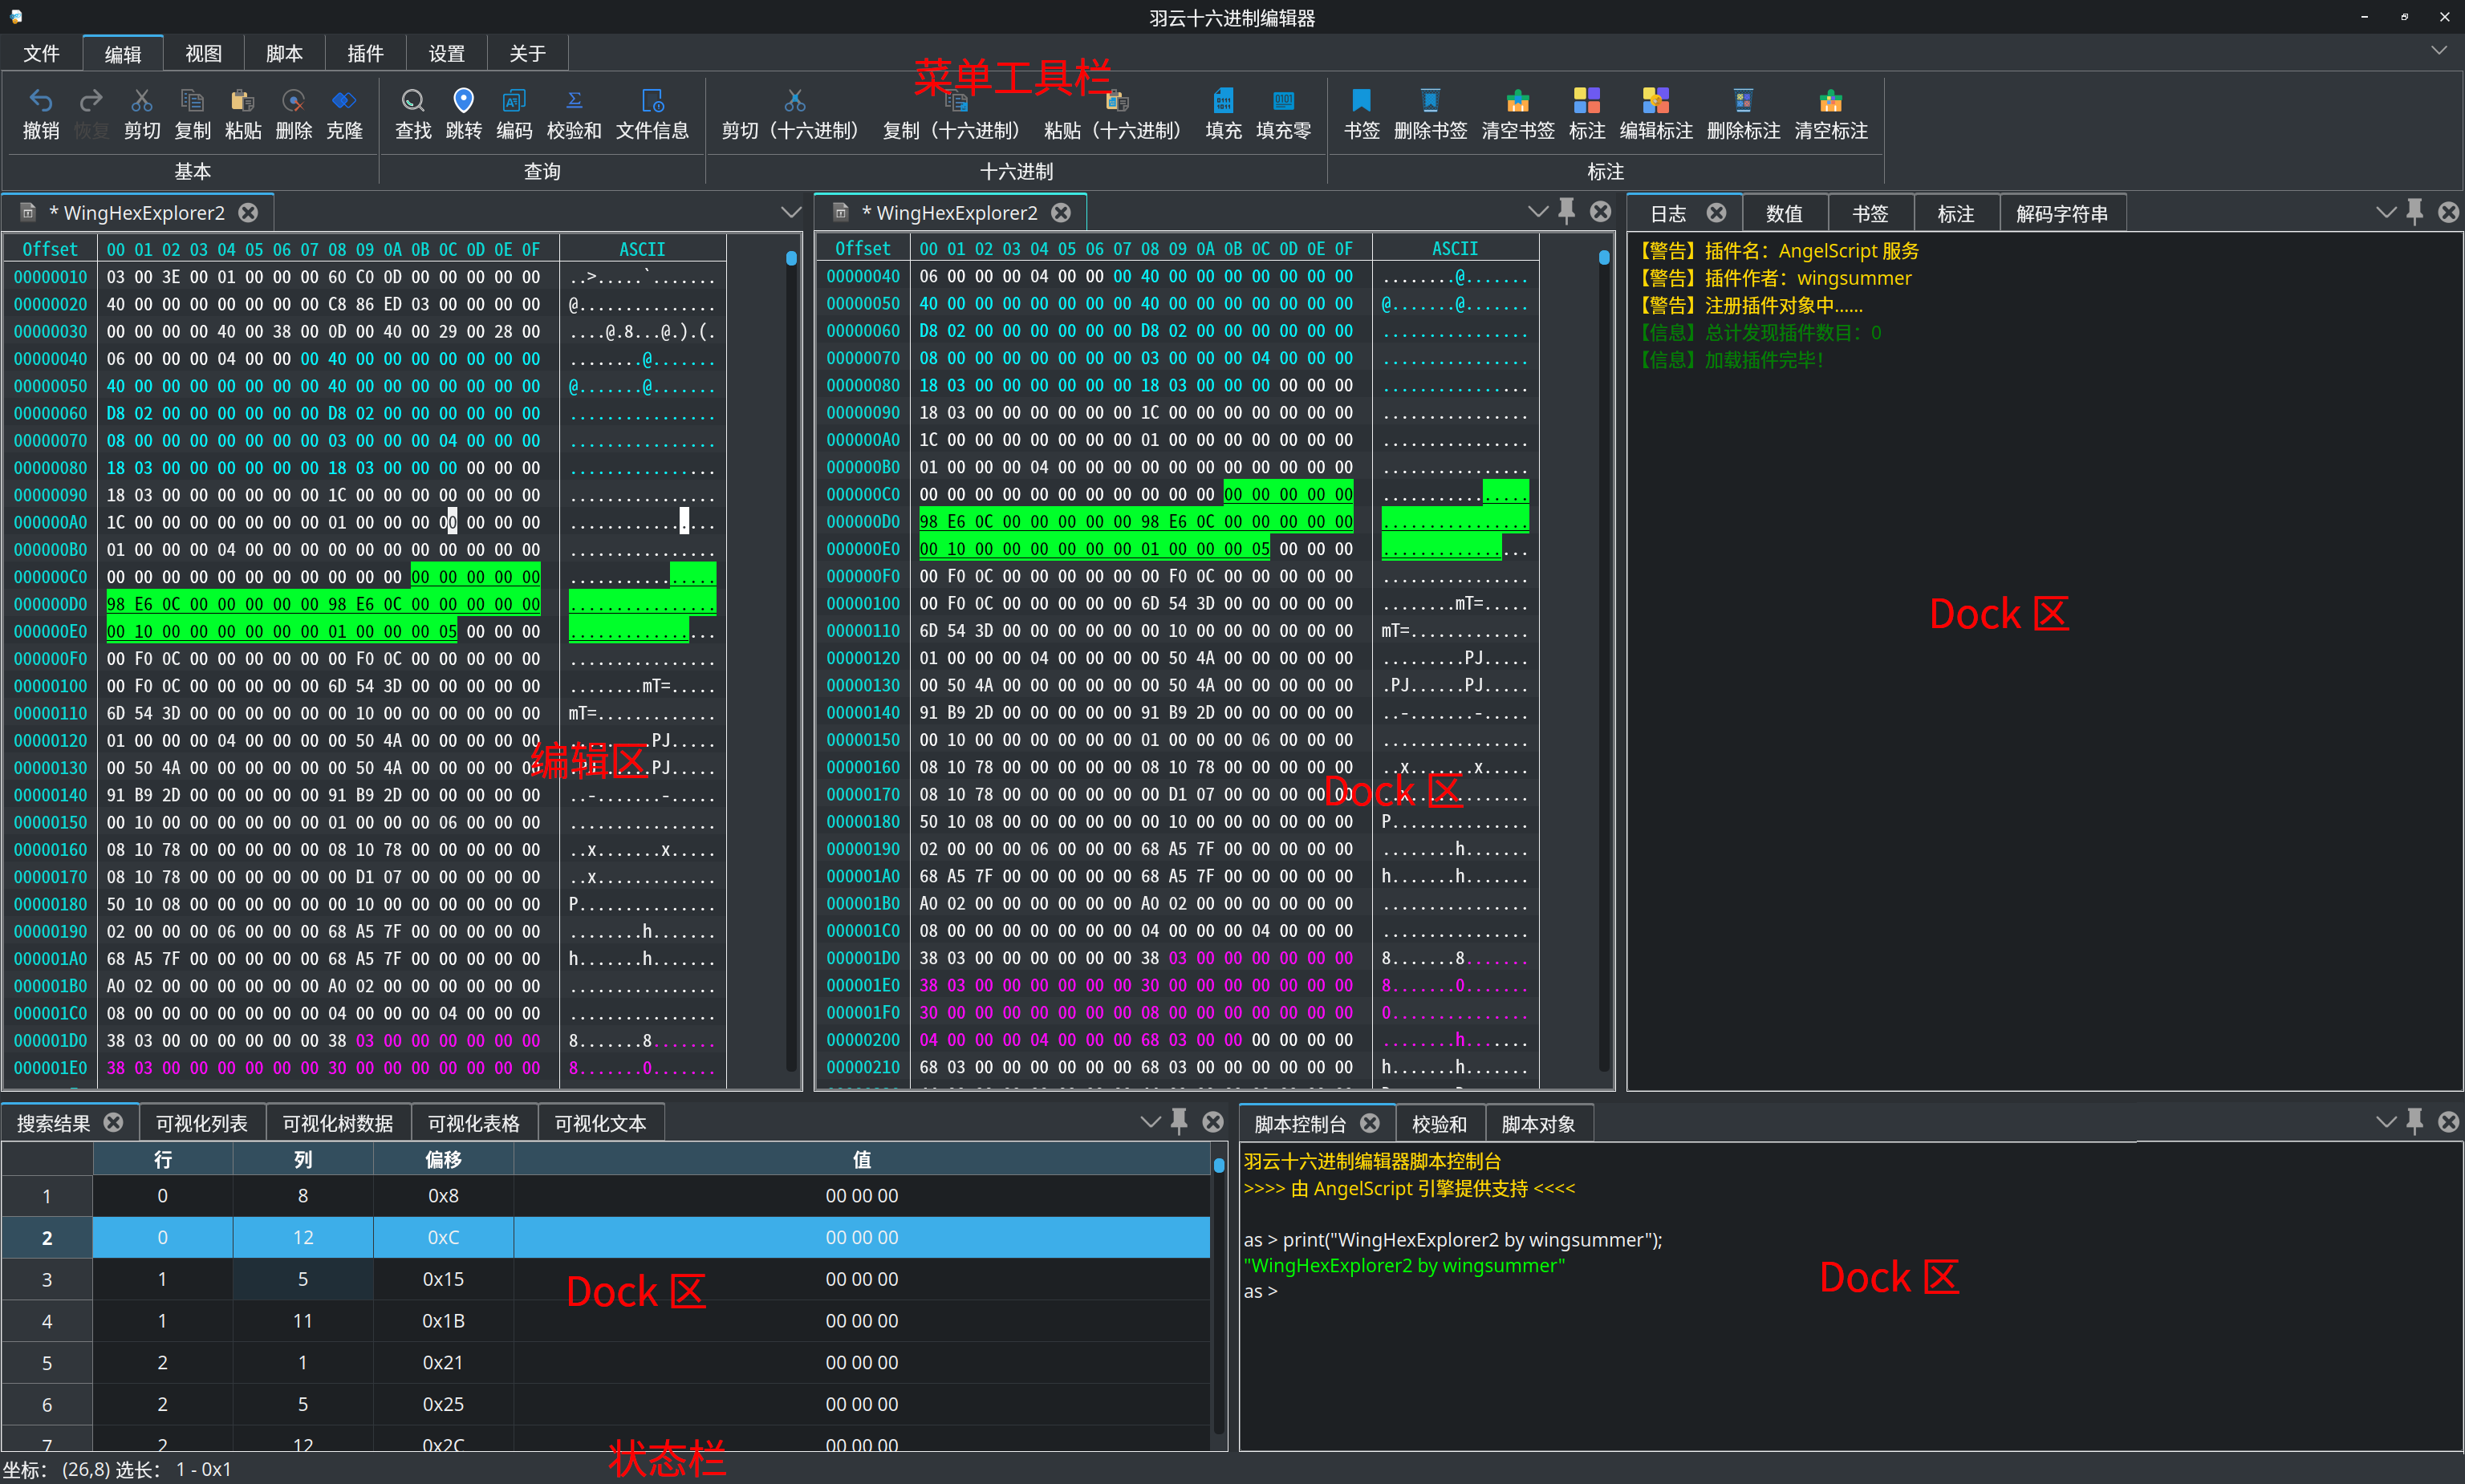 羽云十六进制编辑器
文件 编辑 视图 脚本 插件 设置 关于
菜单工具栏
撤销 恢复 剪切 复制 粘贴 删除 克隆 查找 跳转 编码 校验和 文件信息 剪切（十六进制） 复制（十六进制） 粘贴（十六进制） 填充 填充零 书签 删除书签 清空书签 标注 编辑标注 删除标注 清空标注
基本 查询 十六进制 标注
* WingHexExplorer2
Offset 00 01 02 03 04 05 06 07 08 09 0A 0B 0C 0D 0E 0F ASCII
00000010 03 00 3E 00 01 00 00 00 60 C0 0D 00 00 00 00 00 ..>.....`.......
00000020 40 00 00 00 00 00 00 00 C8 86 ED 03 00 00 00 00 @...............
00000030 00 00 00 00 40 00 38 00 0D 00 40 00 29 00 28 00 ....@.8...@.).(.
00000040 06 00 00 00 04 00 00 00 40 00 00 00 00 00 00 00 ........@.......
00000050 40 00 00 00 00 00 00 00 40 00 00 00 00 00 00 00 @.......@.......
00000060 D8 02 00 00 00 00 00 00 D8 02 00 00 00 00 00 00 ................
00000070 08 00 00 00 00 00 00 00 03 00 00 00 04 00 00 00 ................
00000080 18 03 00 00 00 00 00 00 18 03 00 00 00 00 00 00 ................
00000090 18 03 00 00 00 00 00 00 1C 00 00 00 00 00 00 00 ................
000000A0 1C 00 00 00 00 00 00 00 01 00 00 00 00 00 00 00 ................
000000B0 01 00 00 00 04 00 00 00 00 00 00 00 00 00 00 00 ................
000000C0 00 00 00 00 00 00 00 00 00 00 00 00 00 00 00 00 ................
000000D0 98 E6 0C 00 00 00 00 00 98 E6 0C 00 00 00 00 00 ................
000000E0 00 10 00 00 00 00 00 00 01 00 00 00 05 00 00 00 ................
000000F0 00 F0 0C 00 00 00 00 00 00 F0 0C 00 00 00 00 00 ................
00000100 00 F0 0C 00 00 00 00 00 6D 54 3D 00 00 00 00 00 ........mT=.....
00000110 6D 54 3D 00 00 00 00 00 00 10 00 00 00 00 00 00 mT=.............
00000120 01 00 00 00 04 00 00 00 00 50 4A 00 00 00 00 00 .........PJ.....
00000130 00 50 4A 00 00 00 00 00 00 50 4A 00 00 00 00 00 .PJ......PJ.....
编辑区
00000140 91 B9 2D 00 00 00 00 00 91 B9 2D 00 00 00 00 00 ..-.......-.....
00000150 00 10 00 00 00 00 00 00 01 00 00 00 06 00 00 00 ................
00000160 08 10 78 00 00 00 00 00 08 10 78 00 00 00 00 00 ..x.......x.....
00000170 08 10 78 00 00 00 00 00 00 D1 07 00 00 00 00 00 ..x.............
00000180 50 10 08 00 00 00 00 00 00 10 00 00 00 00 00 00 P...............
00000190 02 00 00 00 06 00 00 00 68 A5 7F 00 00 00 00 00 ........h.......
000001A0 68 A5 7F 00 00 00 00 00 68 A5 7F 00 00 00 00 00 h.......h.......
000001B0 A0 02 00 00 00 00 00 00 A0 02 00 00 00 00 00 00 ................
000001C0 08 00 00 00 00 00 00 00 04 00 00 00 04 00 00 00 ................
000001D0 38 03 00 00 00 00 00 00 38 03 00 00 00 00 00 00 8.......8.......
000001E0 38 03 00 00 00 00 00 00 30 00 00 00 00 00 00 00 8.......0.......
* WingHexExplorer2
Offset 00 01 02 03 04 05 06 07 08 09 0A 0B 0C 0D 0E 0F ASCII
00000040 06 00 00 00 04 00 00 00 40 00 00 00 00 00 00 00 ........@.......
00000050 40 00 00 00 00 00 00 00 40 00 00 00 00 00 00 00 @.......@.......
00000060 D8 02 00 00 00 00 00 00 D8 02 00 00 00 00 00 00 ................
00000070 08 00 00 00 00 00 00 00 03 00 00 00 04 00 00 00 ................
00000080 18 03 00 00 00 00 00 00 18 03 00 00 00 00 00 00 ................
00000090 18 03 00 00 00 00 00 00 1C 00 00 00 00 00 00 00 ................
000000A0 1C 00 00 00 00 00 00 00 01 00 00 00 00 00 00 00 ................
000000B0 01 00 00 00 04 00 00 00 00 00 00 00 00 00 00 00 ................
000000C0 00 00 00 00 00 00 00 00 00 00 00 00 00 00 00 00 ................
000000D0 98 E6 0C 00 00 00 00 00 98 E6 0C 00 00 00 00 00 ................
000000E0 00 10 00 00 00 00 00 00 01 00 00 00 05 00 00 00 ................
000000F0 00 F0 0C 00 00 00 00 00 00 F0 0C 00 00 00 00 00 ................
00000100 00 F0 0C 00 00 00 00 00 6D 54 3D 00 00 00 00 00 ........mT=.....
00000110 6D 54 3D 00 00 00 00 00 00 10 00 00 00 00 00 00 mT=.............
00000120 01 00 00 00 04 00 00 00 00 50 4A 00 00 00 00 00 .........PJ.....
00000130 00 50 4A 00 00 00 00 00 00 50 4A 00 00 00 00 00 .PJ......PJ.....
00000140 91 B9 2D 00 00 00 00 00 91 B9 2D 00 00 00 00 00 ..-.......-.....
00000150 00 10 00 00 00 00 00 00 01 00 00 00 06 00 00 00 ................
00000160 08 10 78 00 00 00 00 00 08 10 78 00 00 00 00 00 ..x.......x.....
00000170 08 10 78 00 00 00 00 00 00 D1 07 00 00 00 00 00 ..x.............
Dock 区
00000180 50 10 08 00 00 00 00 00 00 10 00 00 00 00 00 00 P...............
00000190 02 00 00 00 06 00 00 00 68 A5 7F 00 00 00 00 00 ........h.......
000001A0 68 A5 7F 00 00 00 00 00 68 A5 7F 00 00 00 00 00 h.......h.......
000001B0 A0 02 00 00 00 00 00 00 A0 02 00 00 00 00 00 00 ................
000001C0 08 00 00 00 00 00 00 00 04 00 00 00 04 00 00 00 ................
000001D0 38 03 00 00 00 00 00 00 38 03 00 00 00 00 00 00 8.......8.......
000001E0 38 03 00 00 00 00 00 00 30 00 00 00 00 00 00 00 8.......0.......
000001F0 30 00 00 00 00 00 00 00 08 00 00 00 00 00 00 00 0...............
00000200 04 00 00 00 04 00 00 00 68 03 00 00 00 00 00 00 ........h.......
00000210 68 03 00 00 00 00 00 00 68 03 00 00 00 00 00 00 h.......h.......
日志 数值 书签 标注 解码字符串
【警告】插件名：AngelScript 服务
【警告】插件作者：wingsummer
【警告】注册插件对象中......
【信息】总计发现插件数目：0
【信息】加载插件完毕！
Dock 区
搜索结果 可视化列表 可视化树数据 可视化表格 可视化文本
行 列 偏移 值
1 0 8 0x8 00 00 00
2 0 12 0xC 00 00 00
3 1 5 0x15 00 00 00
Dock 区
4 1 11 0x1B 00 00 00
5 2 1 0x21 00 00 00
6 2 5 0x25 00 00 00
7 2 12 0x2C 00 00 00
脚本控制台 校验和 脚本对象
羽云十六进制编辑器脚本控制台
>>>> 由 AngelScript 引擎提供支持 <<<<
as > print("WingHexExplorer2 by wingsummer");
"WingHexExplorer2 by wingsummer"
as >
Dock 区
状态栏
坐标： (26,8) 选长： 1 - 0x1